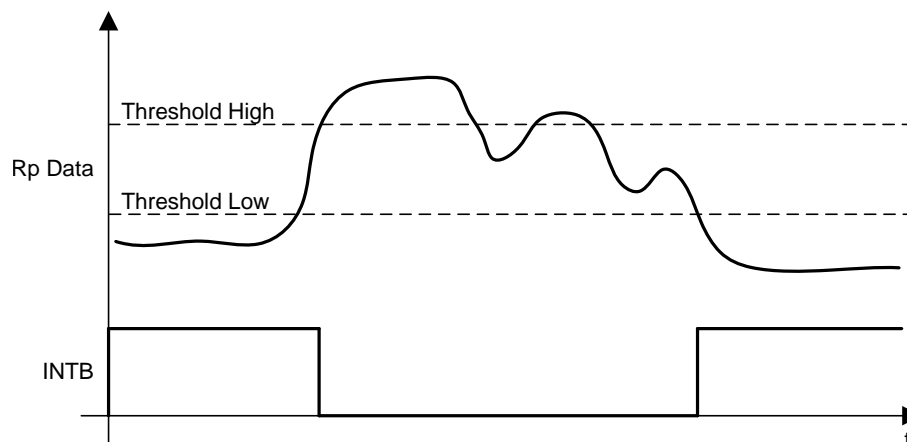 Threshold High
Rp Data
Threshold Low
INTB
t